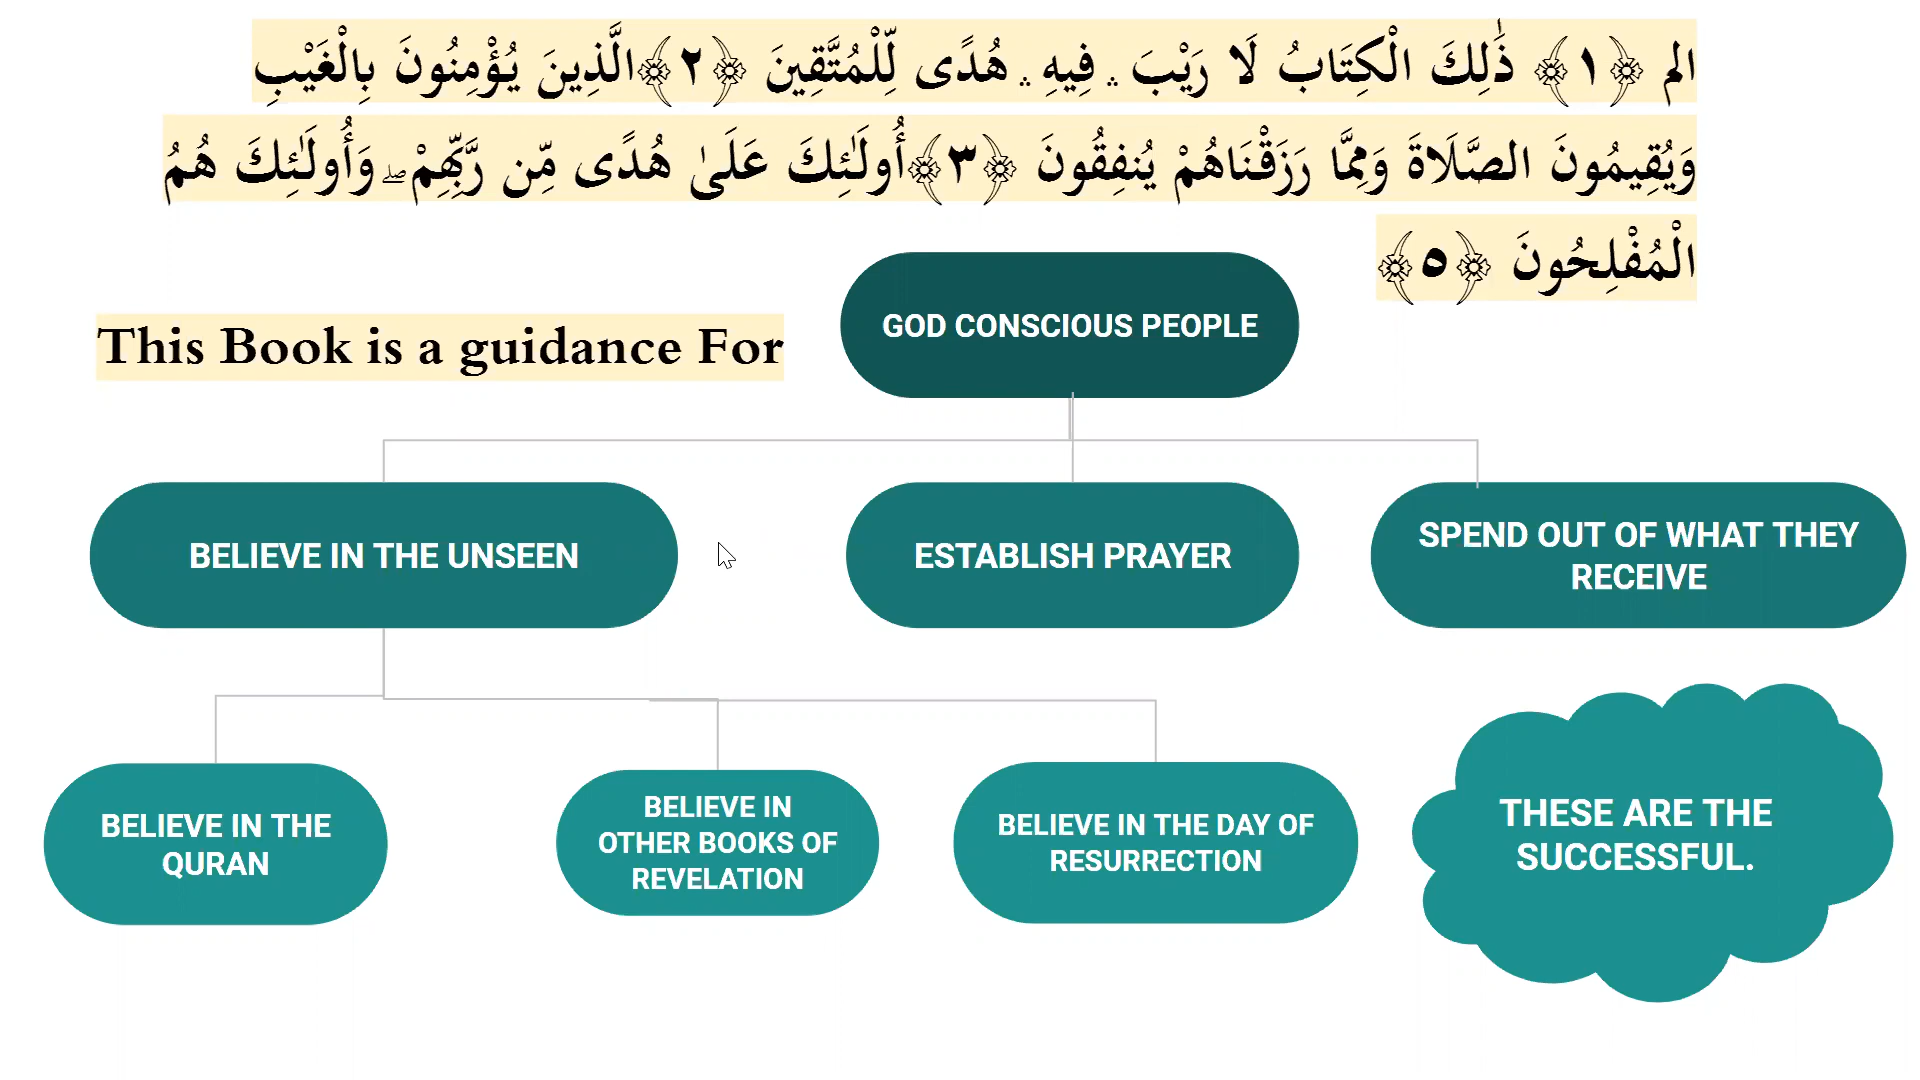 الم ﴿١﴾ ذَٰلِكَ الْكِتَابُ لَا رَيْبَ ۛ فِيهِ ۛ هُدًى لِّلْمُتَّقِينَ ﴿٢﴾الَّذِينَ يُؤْمِنُونَ بِالْغَيْبِ
وَيُقِيمُونَ الصَّلَاةَ وَمِمَّا رَزَقْنَاهُمْ يُنفِقُونَ ﴿٣﴾أُولَـٰئِكَ عَلَىٰ هُدًى مِّن رَّبِّهِمْ ۖ وَأُولَـٰئِكَ هُمُ
الْمُفْلِحُونَ ﴿٥﴾
This Book is a guidance For
GOD CONSCIOUS PEOPLE
BELIEVE IN THE UNSEEN
ESTABLISH PRAYER
SPEND OUT OF WHAT THEY
RECEIVE
BELIEVE IN THE
QURAN
BELIEVE IN
OTHER BOOKS OF
REVELATION
BELIEVE IN THE DAY OF
RESURRECTION
THESE ARE THE
SUCCESSFUL.